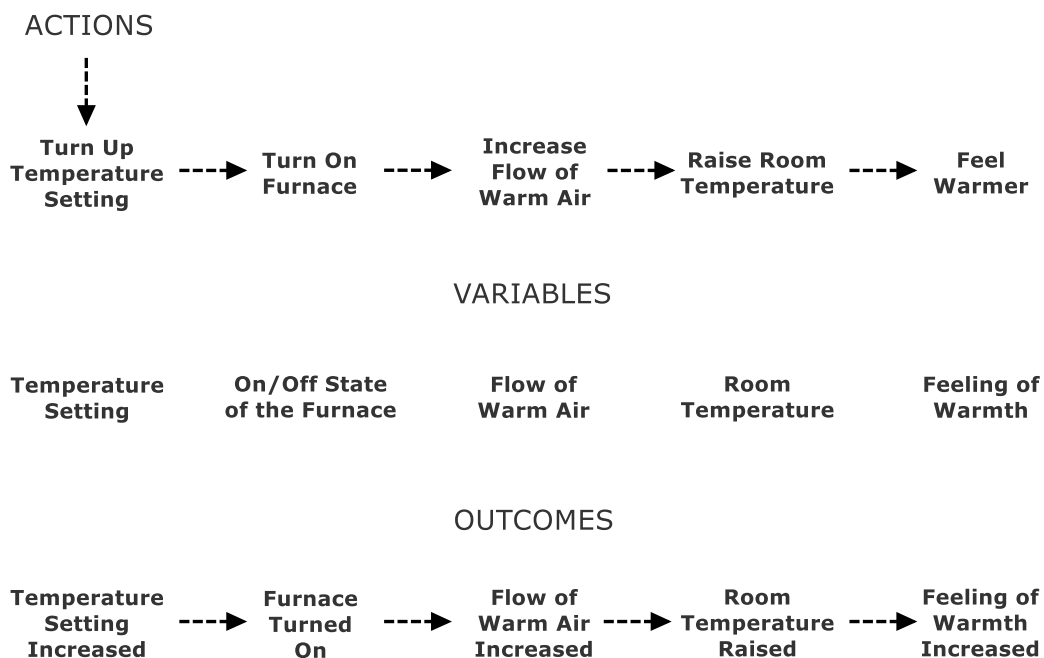 ACTIONS
Turn Up
Temperature
Setting
Turn On
Furnace
Increase
Flow of
Warm Air
Raise Room
Temperature
Feel
Warmer
VARIABLES
Temperature
Setting
On/Off State
of the Furnace
Flow of
Warm Air
Room
Temperature
Feeling of
Warmth
OUTCOMES
Temperature
Setting
Increased
Furnace
Turned
On
Flow of
Warm Air
Increased
Room
Temperature
Raised
Feeling of
Warmth
Increased